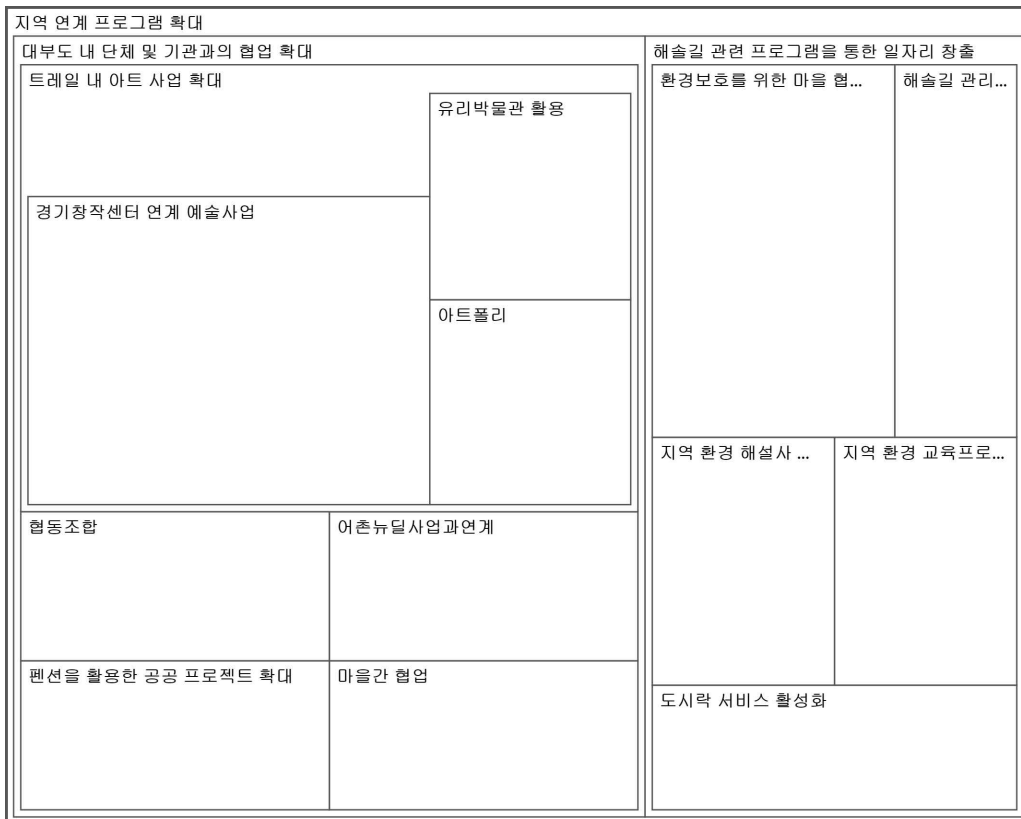 지역 연계 프로그램 확대
대부도 내 단체 및 기관과의 협업 확대
트레일 내 아트 사업 확대
유리박물관 활용
경기창작센터 연계 예술사업
아트폴리
협동조합
어촌뉴딜사업과연계
펜션을 활용한 공공 프로젝트 확대
마을간 협업
해솔길 관련 프로그램을 통한 일자리 창출
환경보호를 위한 마을 협...
해솔길 관리...
지역 환경 해설사 ...
지역 환경 교육프로...
도시락 서비스 활성화